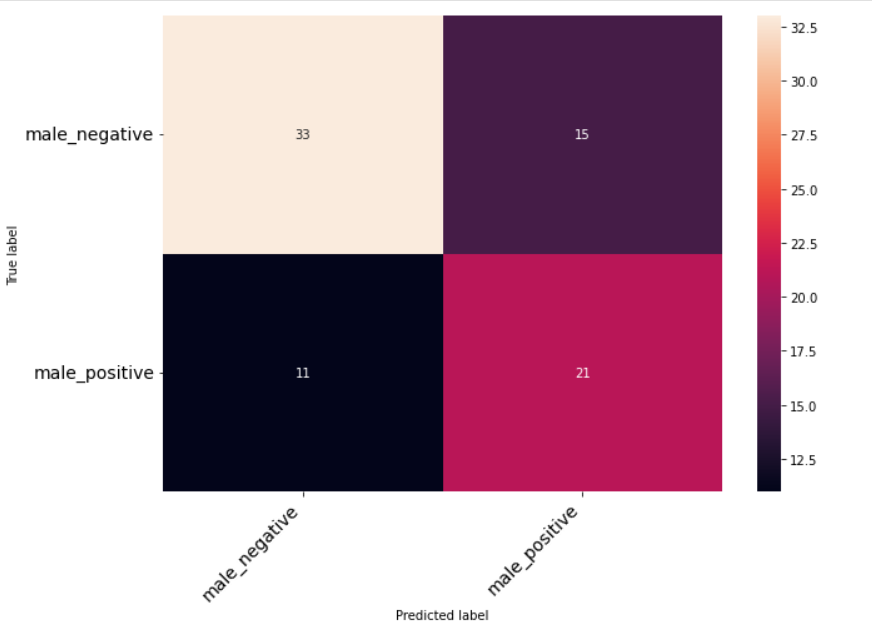 male_negative
male_positive
True label
33
15
11
21
male_negative
male_positive
Predicted label
32.5
30.0
27.5
25.0
22.5
20.0
17.5
15.0
12.5